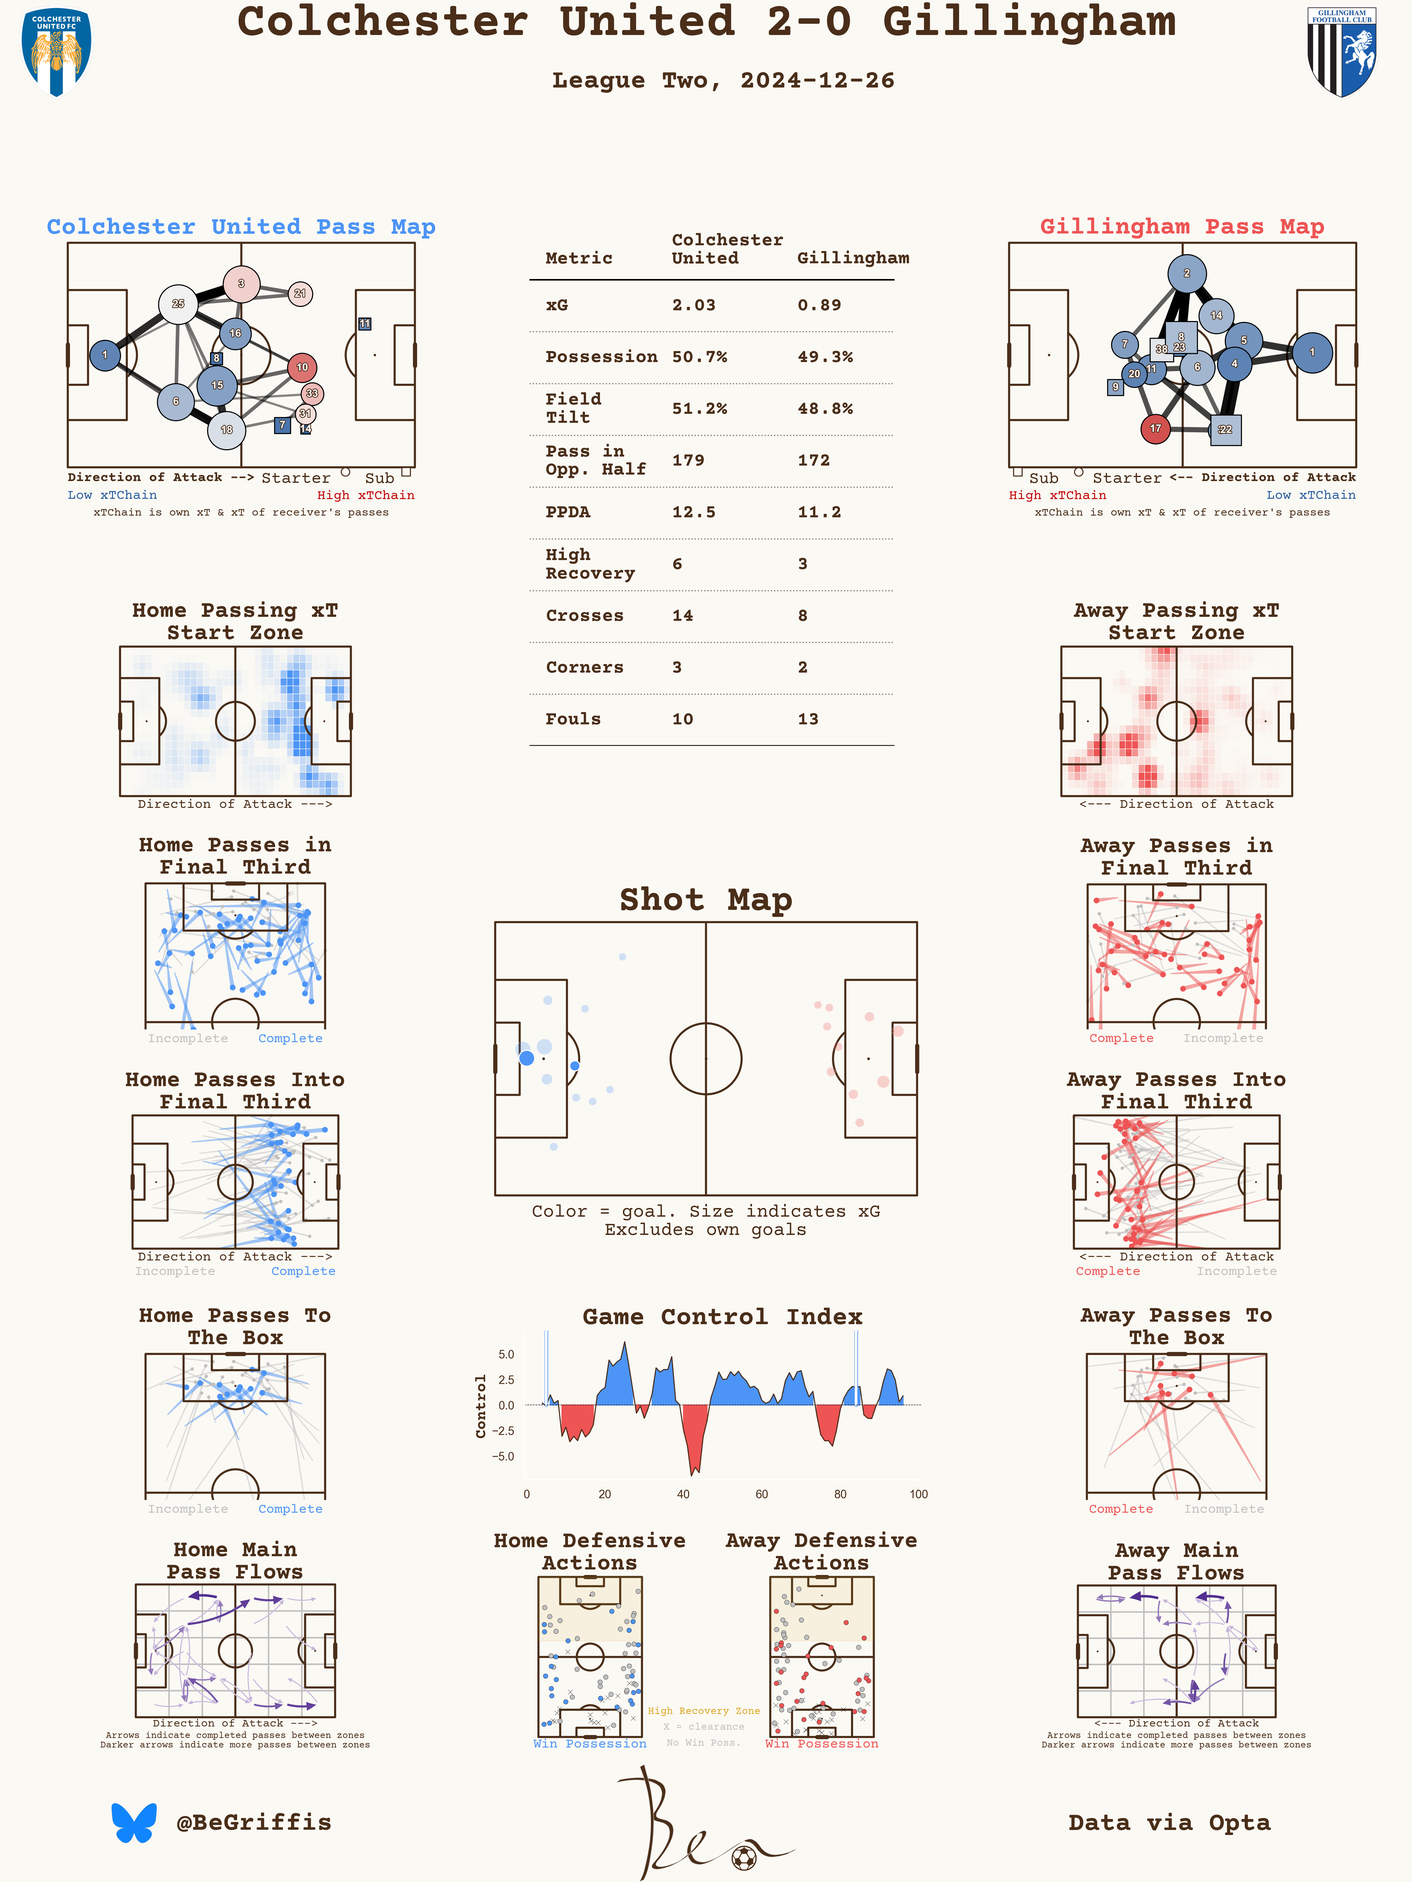 Colchester United 2-0 Gillingham
League Two, 2024-12-26
COLCHESTER
UNITED FC
GILLINGHAM
FOOTBALL CLUB
Colchester United Pass Map
1
25
3
21
16
8
15
6
18
10
33
31
7
14
11
Direction of Attack --> Starter Sub
Low xTChain High xTChain
xTChain is own xT & xT of receiver's passes
Metric Colchester United Gillingham
xG 2.03 0.89
Possession 50.7% 49.3%
Field Tilt 51.2% 48.8%
Pass in Opp. Half 179 172
PPDA 12.5 11.2
High Recovery 6 3
Crosses 14 8
Corners 3 2
Fouls 10 13
Gillingham Pass Map
2
14
8
38
23
7
5
4
1
6
11
20
9
17
22
Sub Starter <-- Direction of Attack
High xTChain Low xTChain
xTChain is own xT & xT of receiver's passes
Home Passing xT
Start Zone
Direction of Attack --->
Away Passing xT
Start Zone
<--- Direction of Attack
Home Passes in
Final Third
Incomplete Complete
Away Passes in
Final Third
Complete Incomplete
Shot Map
Color = goal. Size indicates xG
Excludes own goals
Home Passes Into
Final Third
Direction of Attack --->
Incomplete Complete
Away Passes Into
Final Third
<--- Direction of Attack
Complete Incomplete
Home Passes To
The Box
Incomplete Complete
Game Control Index
Control
5.0
2.5
0.0
−2.5
−5.0
0 20 40 60 80 100
Away Passes To
The Box
Complete Incomplete
Home Main
Pass Flows
Direction of Attack --->
Arrows indicate completed passes between zones
Darker arrows indicate more passes between zones
Home Defensive
Actions
Win Possession
Away Defensive
Actions
Win Possession
High Recovery Zone
X = clearance
No Win Poss.
Away Main
Pass Flows
<--- Direction of Attack
Arrows indicate completed passes between zones
Darker arrows indicate more passes between zones
@BeGriffis
Ben
Data via Opta